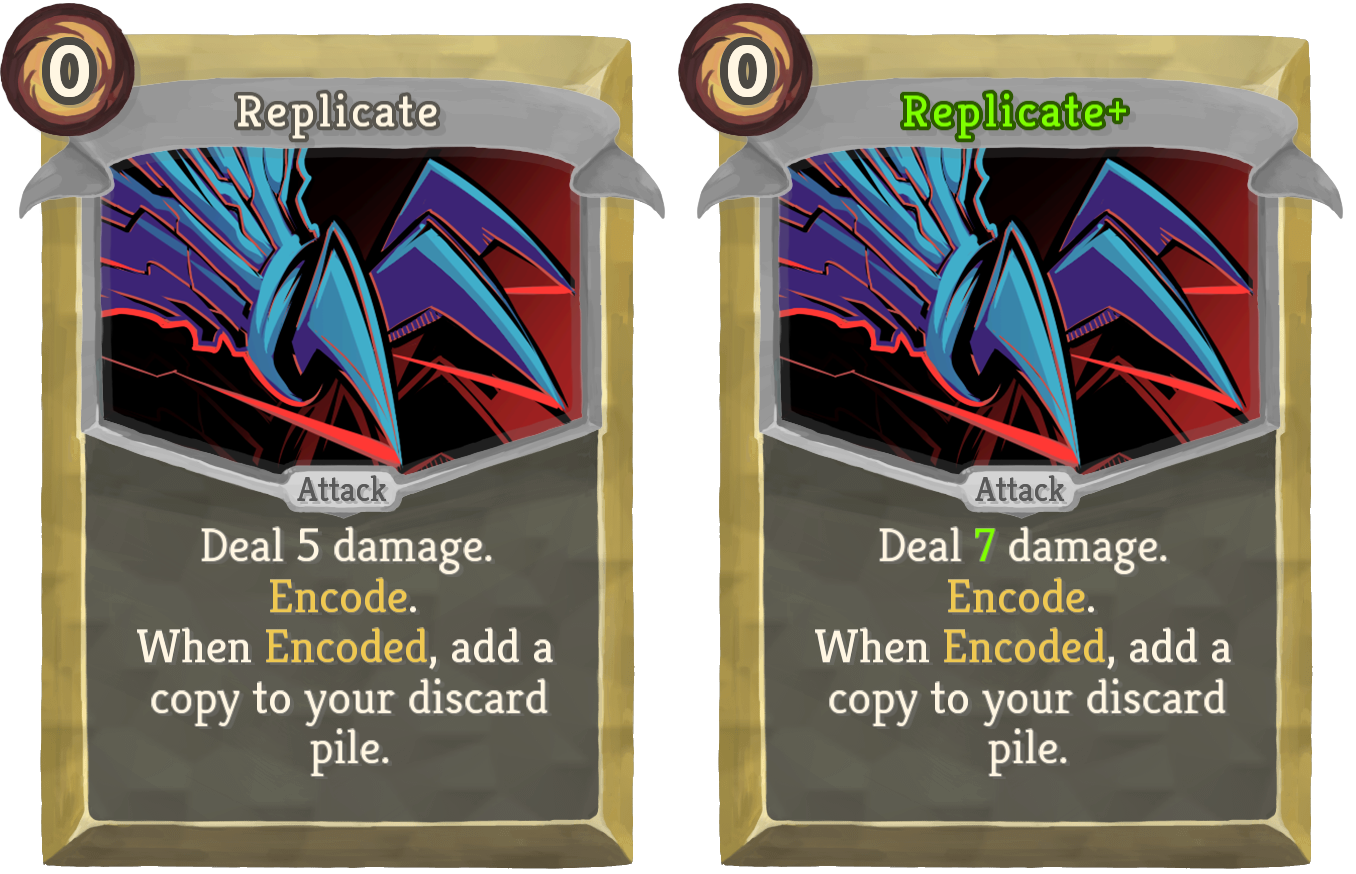 0
Replicate
Attack
Deal 5 damage.
Encode.
When Encoded, add a
copy to your discard
pile.
0
Replicate+
Attack
Deal 7 damage.
Encode.
When Encoded, add a
copy to your discard
pile.